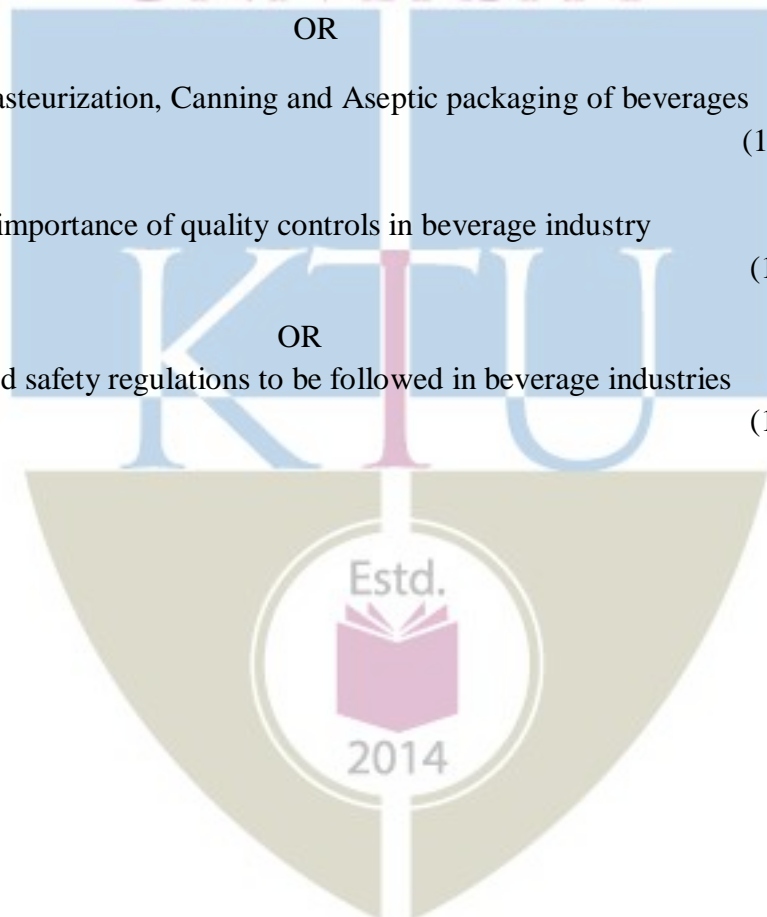 OR
asteurization, Canning and Aseptic packaging of beverages
(1
importance of quality controls in beverage industry
(1
OR
d safety regulations to be followed in beverage industries
(1
KTU
Estd.
2014